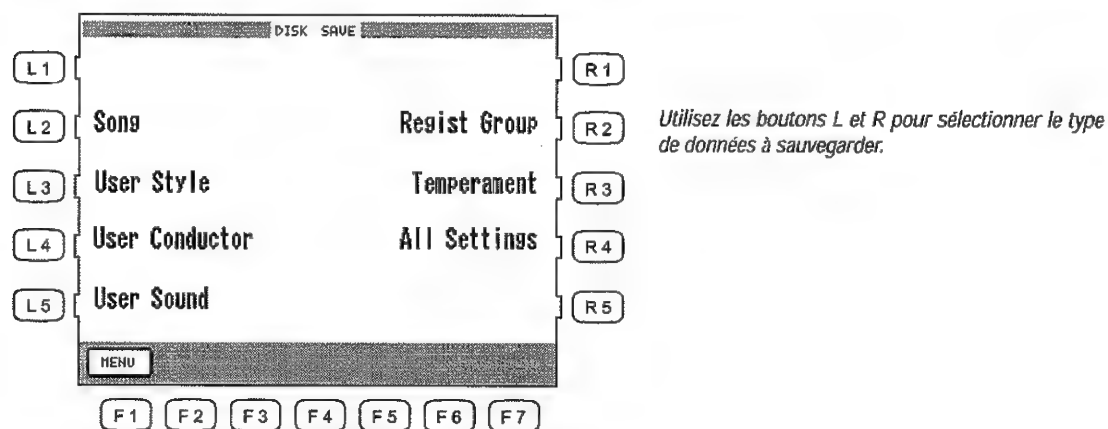 DISK SAVE
L1 R1
L2 Song Regist Group R2
L3 User Style Temperament R3
L4 User Conductor All Settings R4
L5 User Sound R5
MENU
F1 F2 F3 F4 F5 F6 F7
Utilisez les boutons L et R pour sélectionner le type
de données à sauvegarder.